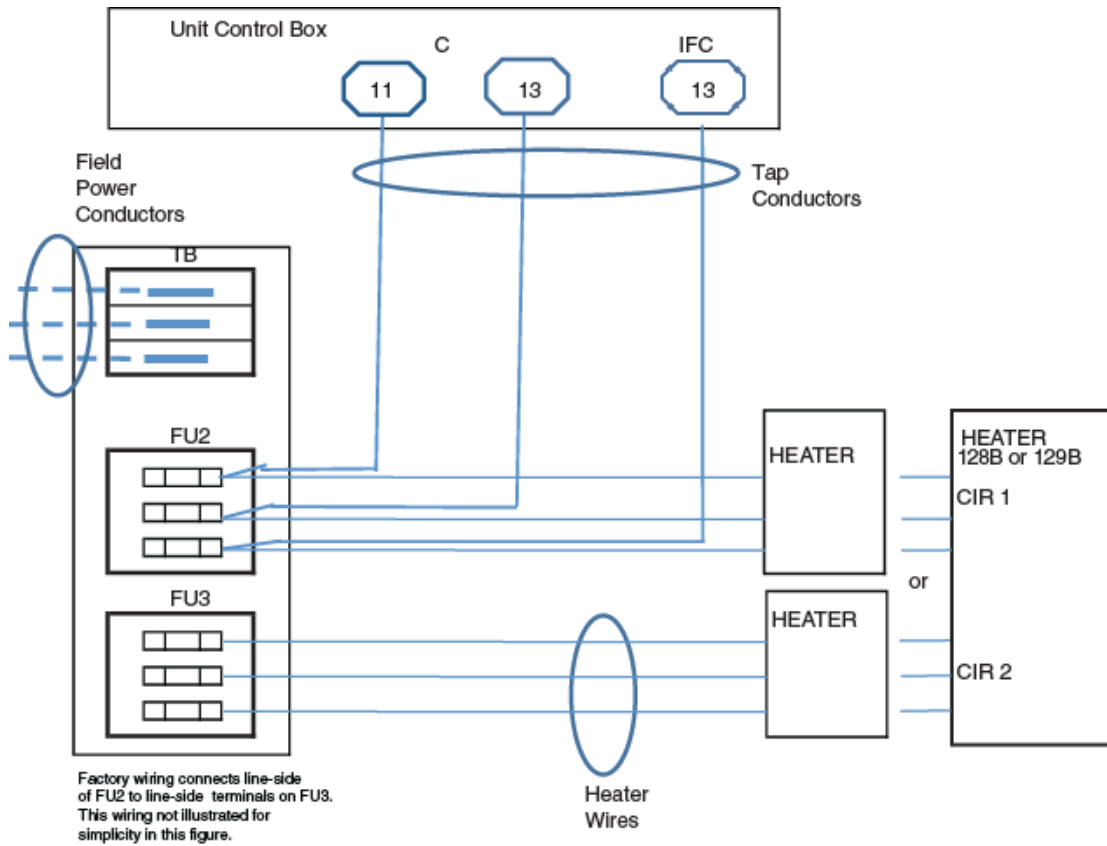 Unit Control Box
C
IFC
11
13
13
Field
Power
Conductors
Tap
Conductors
TB
FU2
HEATER
HEATER
128B or 129B
CIR 1
or
FU3
HEATER
CIR 2
Factory wiring connects line-side
of FU2 to line-side terminals on FU3.
This wiring not illustrated for
simplicity in this figure.
Heater
Wires